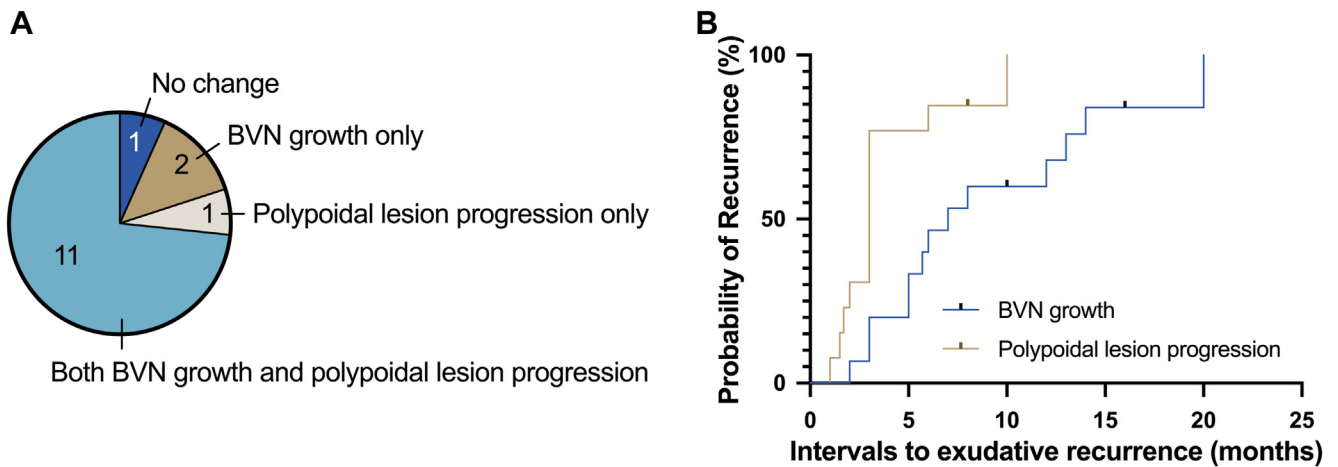 A
No change
1
BVN growth only
2
Polypoidal lesion progression only
1
11
Both BVN growth and polypoidal lesion progression
B
Probability of Recurrence (%)
100
50
0
BVN growth
Polypoidal lesion progression
0 5 10 15 20 25
Intervals to exudative recurrence (months)